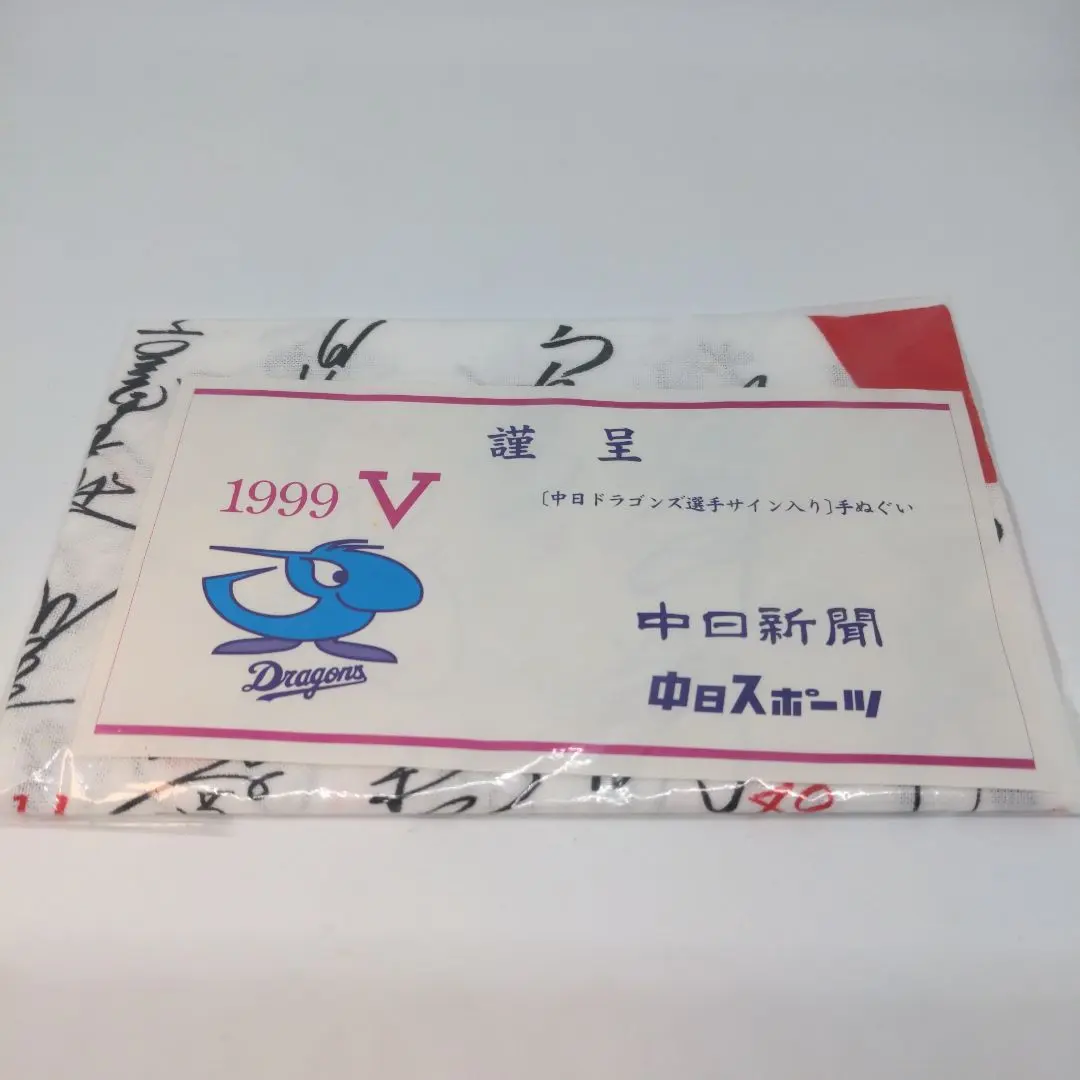 謹 呈
1999 V
〔中日ドラゴンズ選手サイン入り〕手ぬぐい
Dragons
中日新聞
中日スポーツ
40